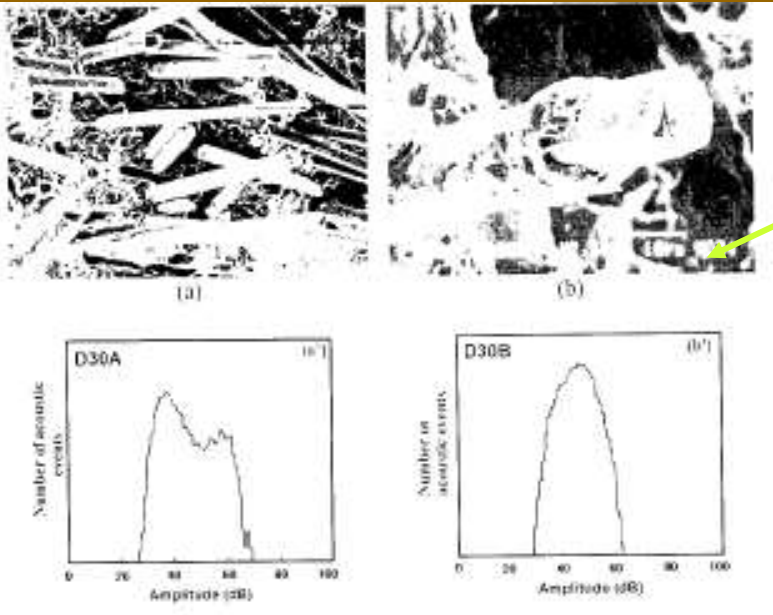 (a)
(b)
D30A
(a')
Number of acoustic
events
0 20 40 60 80 100
Amplitude (dB)
D30B
(b')
Number of
acoustic events
0 20 40 60 80 100
Amplitude (dB)